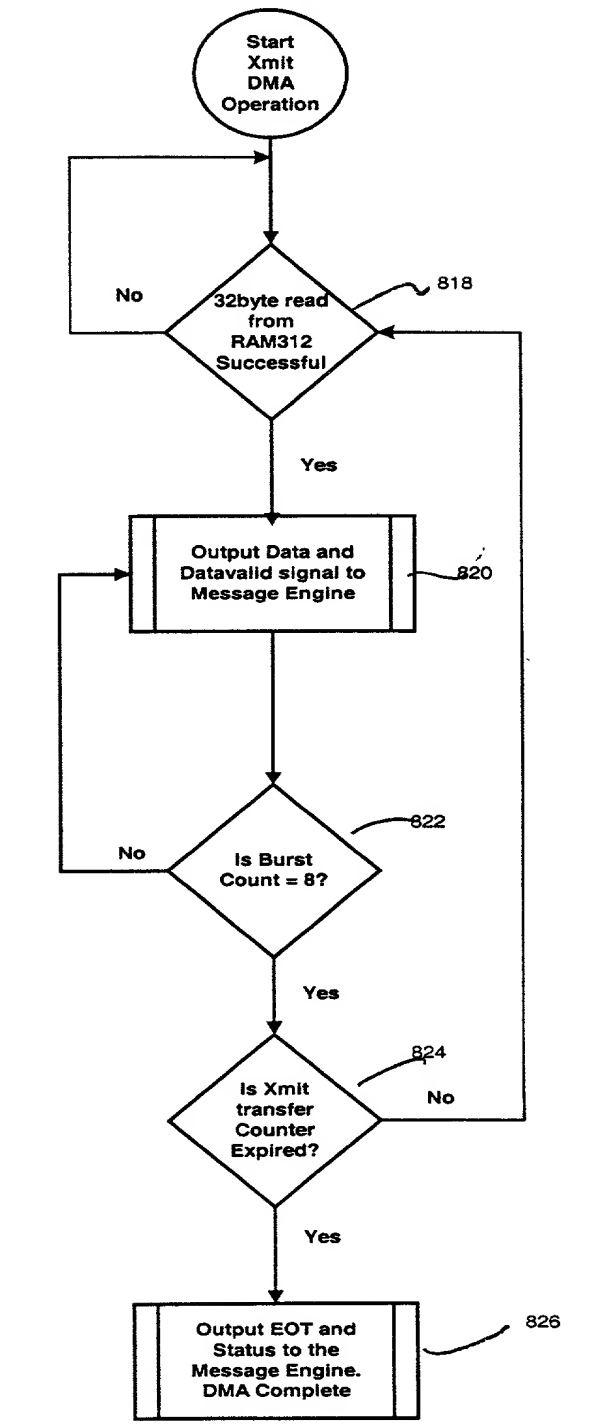 Start
Xmit
DMA
Operation
No
32byte read
from
RAM312
Successful
818
Yes
Output Data and
Datavalid signal to
Message Engine
820
822
No
Is Burst
Count = 8?
Yes
824
Is Xmit
transfer
Counter
Expired?
No
Yes
Output EOT and
Status to the
Message Engine.
DMA Complete
826